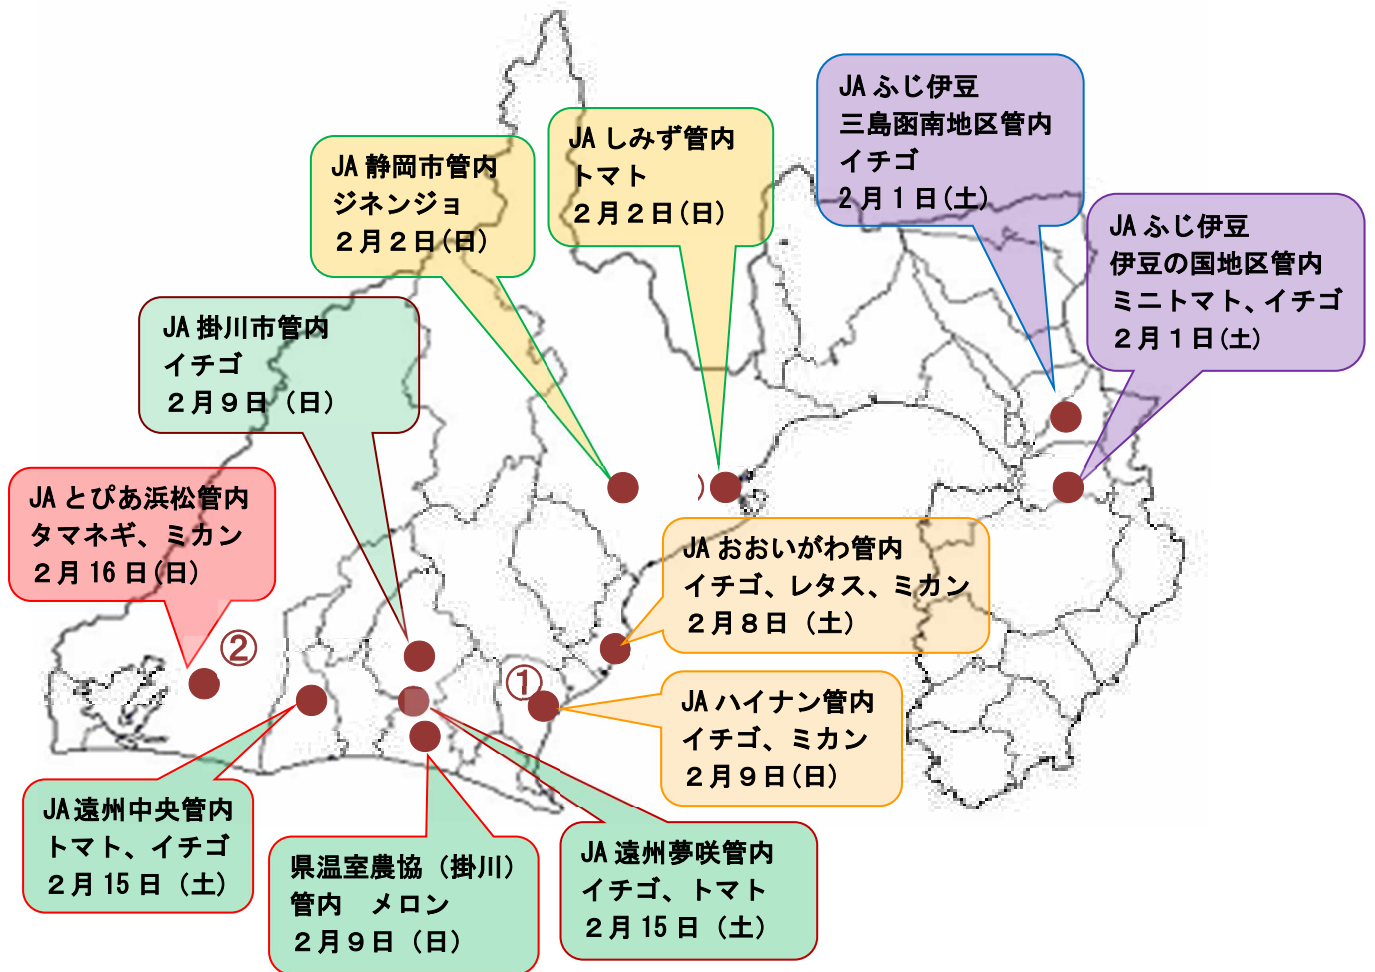 JA ふじ伊豆
三島函南地区管内
イチゴ
2月1日(土)
JA しみず管内
トマト
２月２日(日)
JA 静岡市管内
ジネンジョ
２月２日(日)
JA ふじ伊豆
伊豆の国地区管内
ミニトマト、イチゴ
２月１日(土)
JA 掛川市管内
イチゴ
２月９日（日）
JA とぴあ浜松管内
タマネギ、ミカン
２月16日(日)
JA おおいがわ管内
イチゴ、レタス、ミカン
２月８日（土）
②
①
JA ハイナン管内
イチゴ、ミカン
２月９日(日)
JA 遠州中央管内
トマト、イチゴ
２月15日（土）
県温室農協（掛川）
管内　メロン
２月９日（日）
JA 遠州夢咲管内
イチゴ、トマト
２月15日（土）